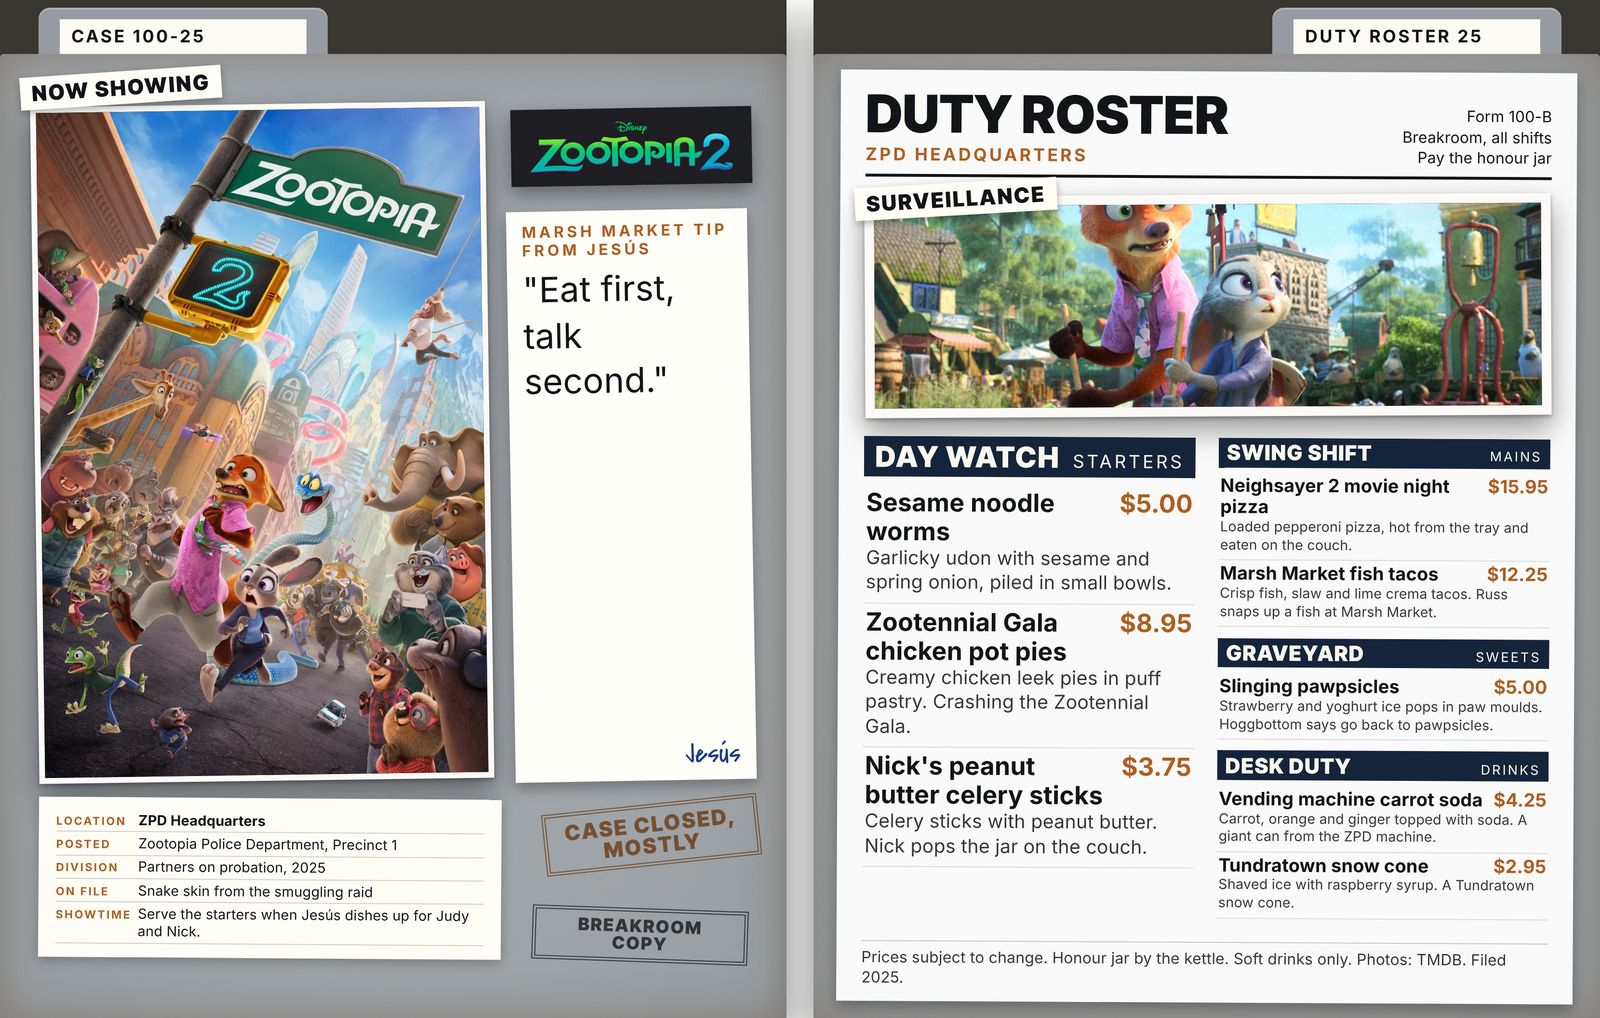 CASE 100-25
NOW SHOWING
ZOOTOPIA
2
Disney
ZOOTOPIA 2
MARSH MARKET TIP
FROM JESÚS
"Eat first,
talk
second."
Jesús
LOCATION ZPD Headquarters
POSTED Zootopia Police Department, Precinct 1
DIVISION Partners on probation, 2025
ON FILE Snake skin from the smuggling raid
SHOWTIME Serve the starters when Jesús dishes up for Judy
and Nick.
CASE CLOSED,
MOSTLY
BREAKROOM
COPY
DUTY ROSTER 25
DUTY ROSTER
ZPD HEADQUARTERS
Form 100-B
Breakroom, all shifts
Pay the honour jar
SURVEILLANCE
DAY WATCH STARTERS
Sesame noodle $5.00
worms
Garlicky udon with sesame and
spring onion, piled in small bowls.
Zootennial Gala $8.95
chicken pot pies
Creamy chicken leek pies in puff
pastry. Crashing the Zootennial
Gala.
Nick's peanut $3.75
butter celery sticks
Celery sticks with peanut butter.
Nick pops the jar on the couch.
SWING SHIFT MAINS
Neighsayer 2 movie night $15.95
pizza
Loaded pepperoni pizza, hot from the tray and
eaten on the couch.
Marsh Market fish tacos $12.25
Crisp fish, slaw and lime crema tacos. Russ
snaps up a fish at Marsh Market.
GRAVEYARD SWEETS
Slinging pawpsicles $5.00
Strawberry and yoghurt ice pops in paw moulds.
Hoggbottom says go back to pawpsicles.
DESK DUTY DRINKS
Vending machine carrot soda $4.25
Carrot, orange and ginger topped with soda. A
giant can from the ZPD machine.
Tundratown snow cone $2.95
Shaved ice with raspberry syrup. A Tundratown
snow cone.
Prices subject to change. Honour jar by the kettle. Soft drinks only. Photos: TMDB. Filed
2025.